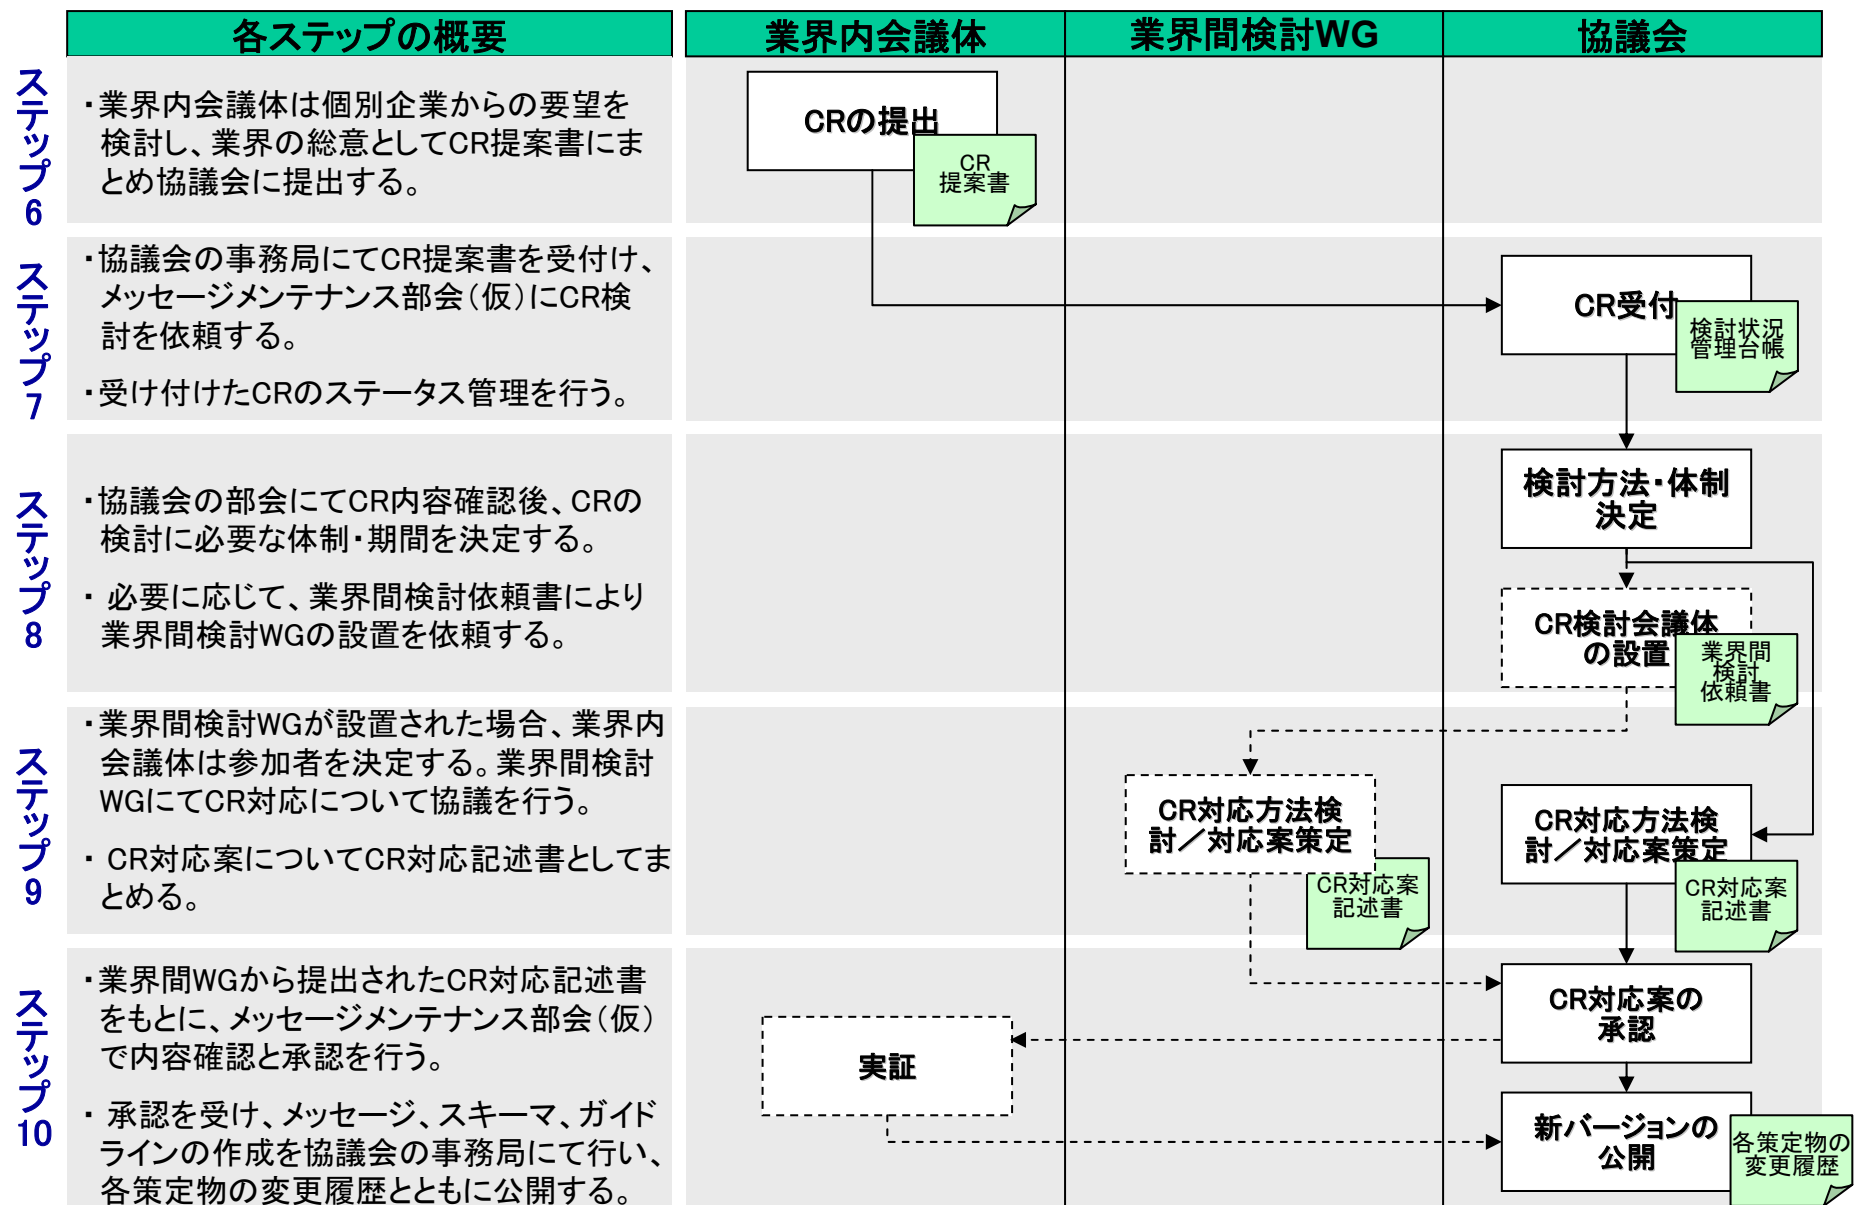 各ステップの概要
業界内会議体
業界間検討WG
協議会
ステップ6
・業界内会議体は個別企業からの要望を
検討し、業界の総意としてCR提案書にま
とめ協議会に提出する。
CRの提出
CR
提案書
ステップ7
・協議会の事務局にてCR提案書を受付け、
メッセージメンテナンス部会（仮）にCR検
討を依頼する。
・受け付けたCRのステータス管理を行う。
CR受付
検討状況
管理台帳
ステップ8
・協議会の部会にてCR内容確認後、CRの
検討に必要な体制・期間を決定する。
・ 必要に応じて、業界間検討依頼書により
業界間検討WGの設置を依頼する。
検討方法・体制
決定
CR検討会議体
の設置
業界間
検討
依頼書
ステップ9
・業界間検討WGが設置された場合、業界内
会議体は参加者を決定する。業界間検討
WGにてCR対応について協議を行う。
・ CR対応案についてCR対応記述書としてま
とめる。
CR対応方法検
討／対応案策定
CR対応案
記述書
CR対応方法検
討／対応案策定
CR対応案
記述書
ステップ10
・業界間WGから提出されたCR対応記述書
をもとに、メッセージメンテナンス部会（仮）
で内容確認と承認を行う。
・ 承認を受け、メッセージ、スキーマ、ガイド
ラインの作成を協議会の事務局にて行い、
各策定物の変更履歴とともに公開する。
実証
CR対応案の
承認
新バージョンの
公開
各策定物の
変更履歴